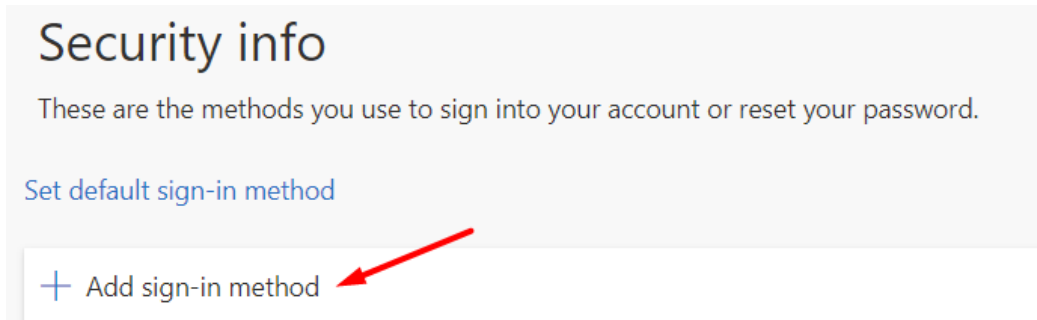 Security info
These are the methods you use to sign into your account or reset your password.
Set default sign-in method
+ Add sign-in method